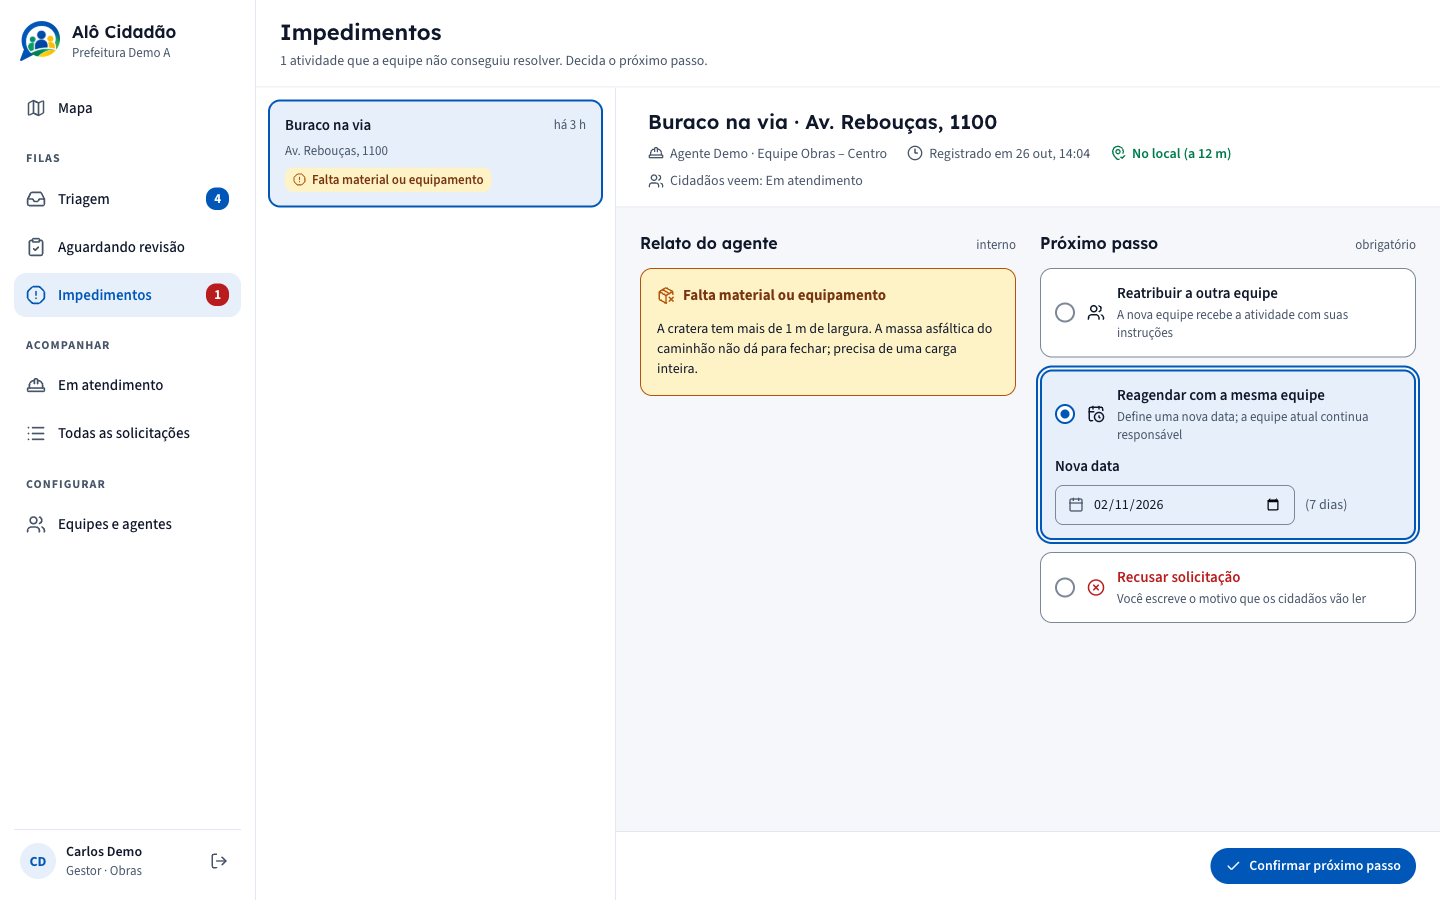 Alô Cidadão
Prefeitura Demo A
Mapa
FILAS
Triagem 4
Aguardando revisão
Impedimentos 1
ACOMPANHAR
Em atendimento
Todas as solicitações
CONFIGURAR
Equipes e agentes
CD
Carlos Demo
Gestor · Obras
Impedimentos
1 atividade que a equipe não conseguiu resolver. Decida o próximo passo.
Buraco na via há 3 h
Av. Rebouças, 1100
Falta material ou equipamento
Buraco na via · Av. Rebouças, 1100
Agente Demo · Equipe Obras – Centro Registrado em 26 out, 14:04 No local (a 12 m)
Cidadãos veem: Em atendimento
Relato do agente interno
Falta material ou equipamento
A cratera tem mais de 1 m de largura. A massa asfáltica do
caminhão não dá para fechar; precisa de uma carga
inteira.
Próximo passo obrigatório
Reatribuir a outra equipe
A nova equipe recebe a atividade com suas
instruções
Reagendar com a mesma equipe
Define uma nova data; a equipe atual continua
responsável
Nova data
02/11/2026 (7 dias)
Recusar solicitação
Você escreve o motivo que os cidadãos vão ler
Confirmar próximo passo